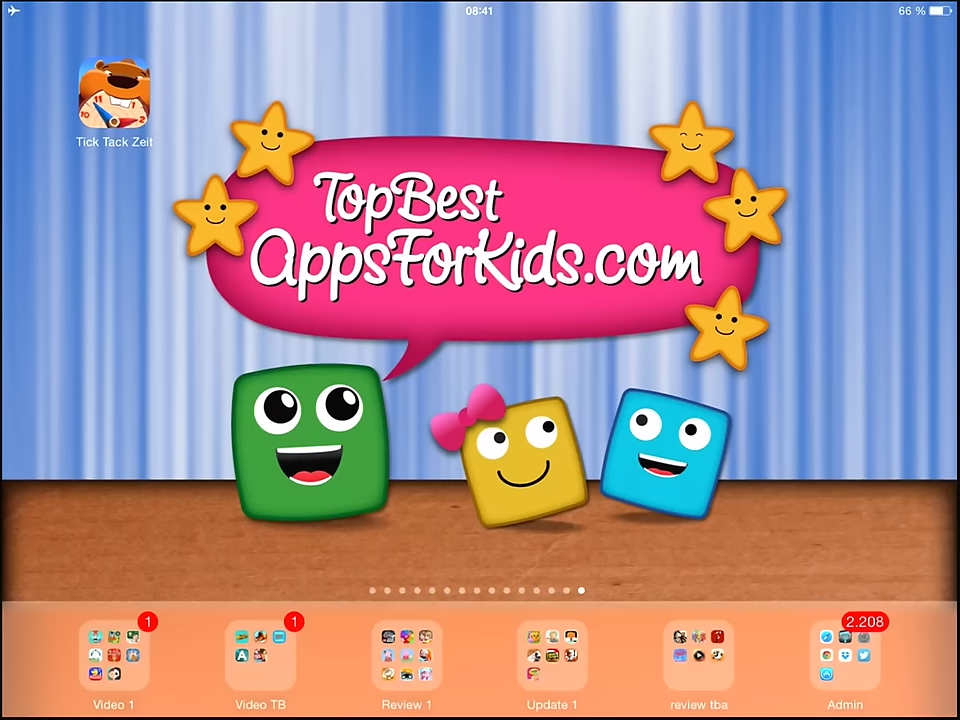 08:41
66 %
Tick Tack Zeit
TopBest
AppsForKids.com
1
1
2.208
Video 1
Video TB
Review 1
Update 1
review tba
Admin